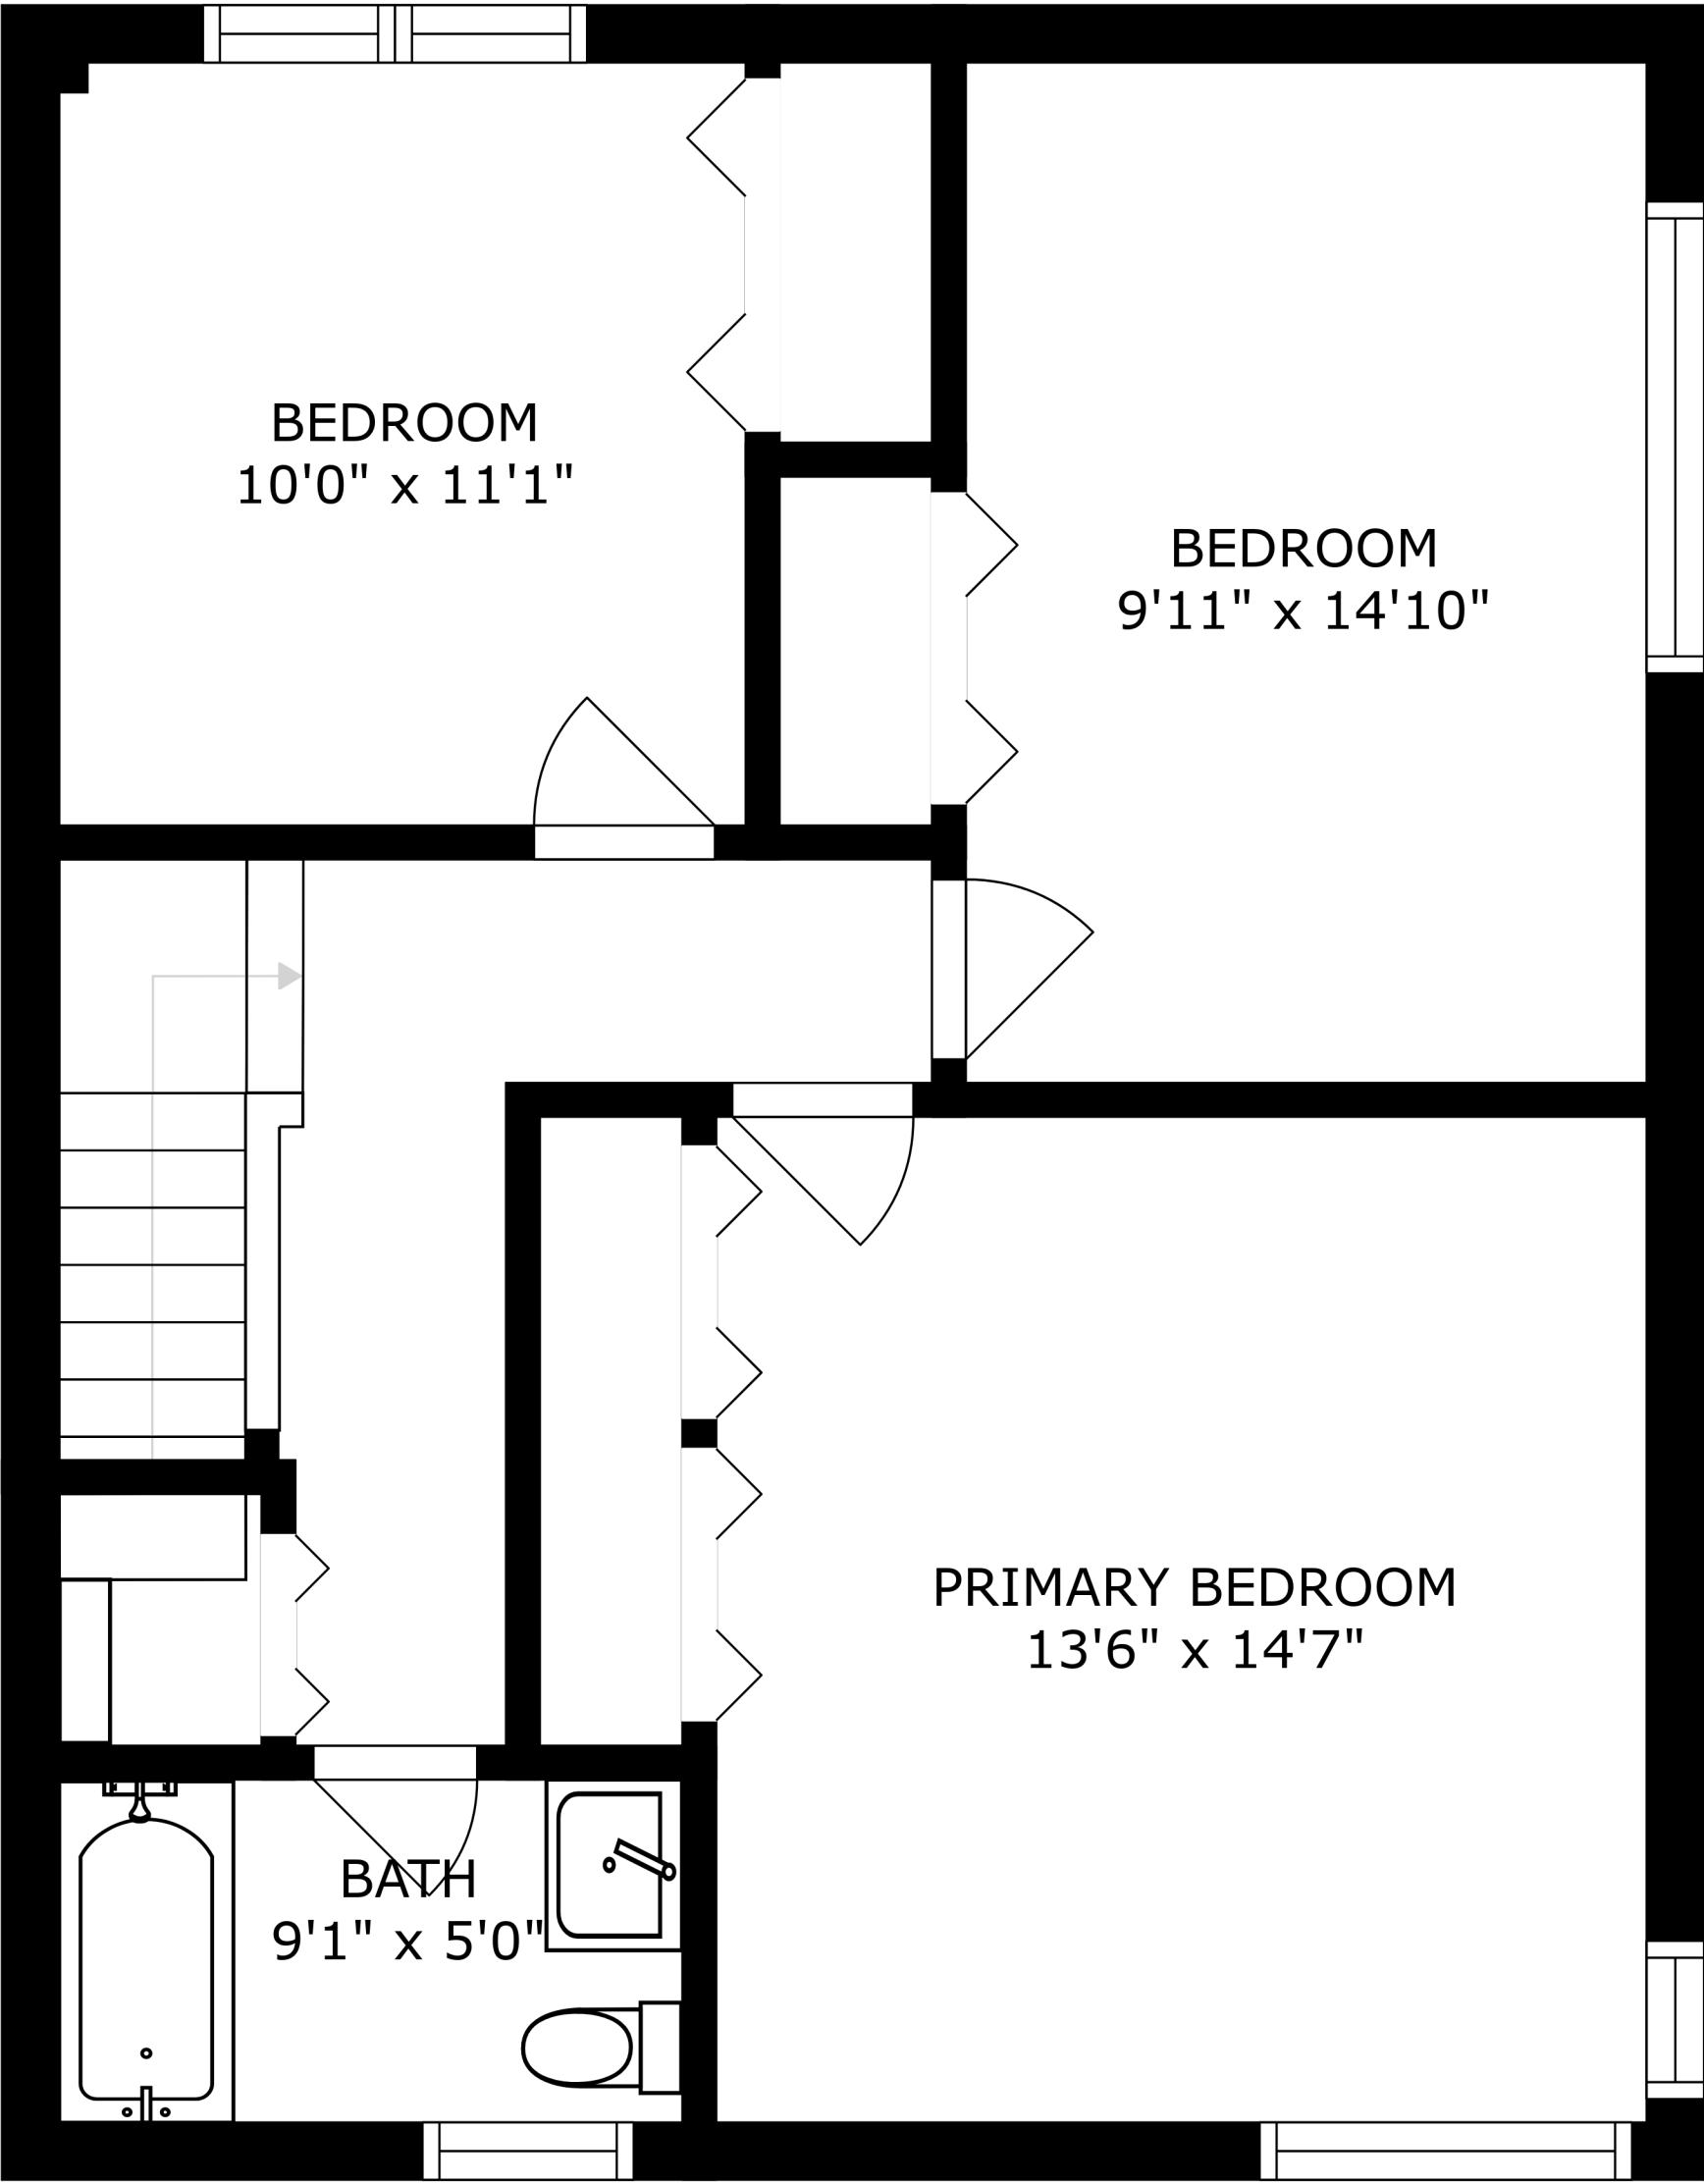 BEDROOM
10'0" x 11'1"
BEDROOM
9'11" x 14'10"
PRIMARY BEDROOM
13'6" x 14'7"
BATH
9'1" x 5'0"